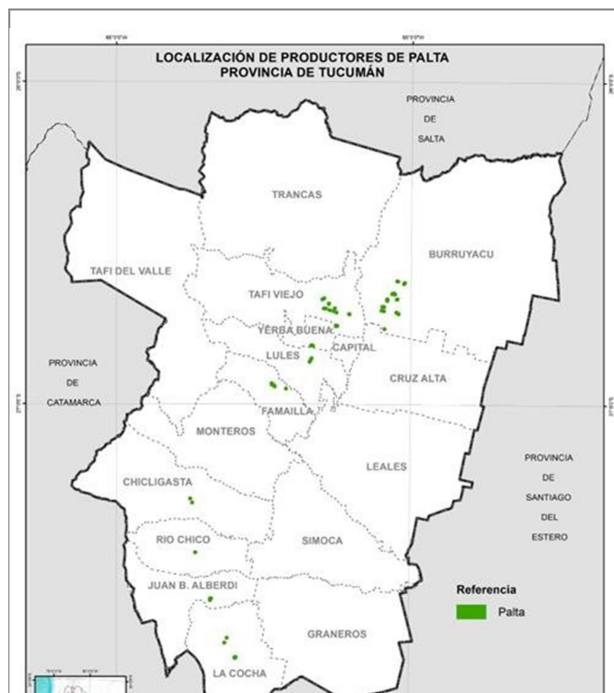 LOCALIZACIÓN DE PRODUCTORES DE PALTA
PROVINCIA DE TUCUMÁN
PROVINCIA
DE
SALTA
TRANCAS
BURRUYACU
TAFI DEL VALLE
TAFI VIEJO
YERBA BUENA
CAPITAL
LULES
PROVINCIA
DE
CATAMARCA
CRUZ ALTA
FAMAILLA
MONTEROS
LEALES
PROVINCIA
DE
SANTIAGO
DEL
ESTERO
CHICLIGASTA
RIO CHICO
SIMOCA
JUAN B. ALBERDI
Referencia
Palta
GRANEROS
LA COCHA